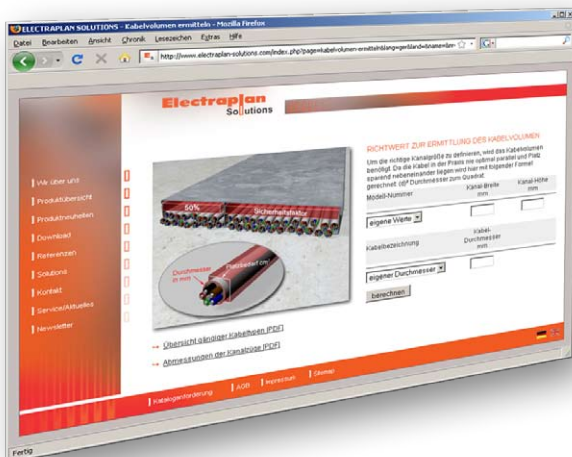 ELECTRAPLAN SOLUTIONS - Kabelvolumen ermitteln - Mozilla Firefox
Datei Bearbeiten Ansicht Chronik Lesezeichen Extras Hilfe
Electraplan
Solutions
Wir über uns
Produktübersicht
Produktneuheiten
Download
Referenzen
Solutions
Kontakt
Service/Aktuelles
Newsletter
50%
Sicherheitsfaktor
Durchmesser
in mm
Platzbedarf cm²
→ Übersicht gängiger Kabeltypen [PDF]
→ Abmessungen der Kanalzüge [PDF]
RICHTWERT ZUR ERMITTLUNG DES KABELVOLUMEN
Um die richtige Kanalgröße zu definieren, wird das Kabelvolumen
benötigt. Da die Kabel in der Praxis nie optimal parallel und Platz
sparend nebeneinander liegen wird hier mit folgender Formel
gerechnet: (d)² Durchmesser zum Quadrat.
Modell-Nummer
Kanal-Breite
mm
Kanal-Höhe
mm
eigene Werte
Kabelbezeichnung
Kabel-
Durchmesser
mm
eigener Durchmesser
berechnen
Kataloganforderung
AGB
Impressum
Sitemap
Fertig